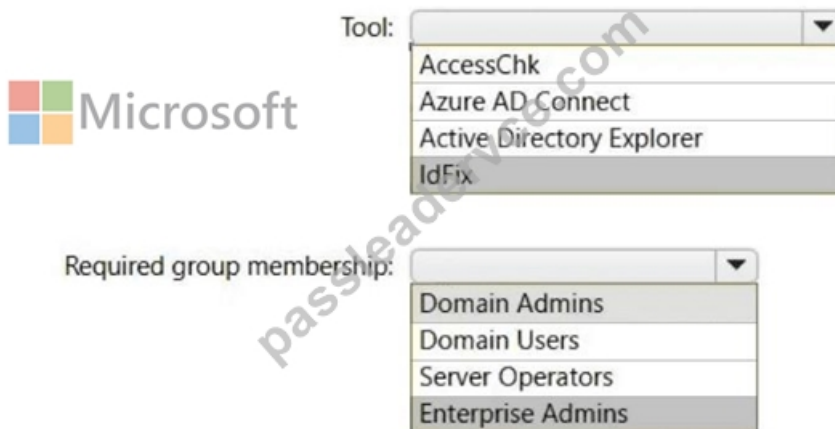 Tool:
AccessChk
Azure AD Connect
Active Directory Explorer
IdFix
Microsoft
Required group membership:
Domain Admins
Domain Users
Server Operators
Enterprise Admins
passleadervce.com